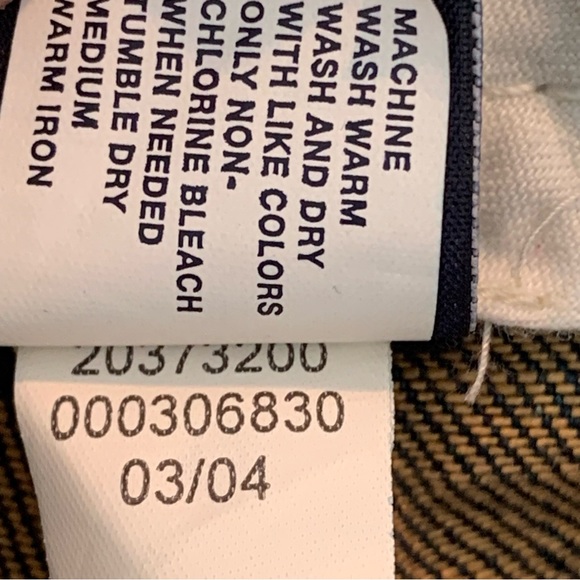 MACHINE
WASH WARM
WASH AND DRY
WITH LIKE COLORS
ONLY NON-
CHLORINE BLEACH
WHEN NEEDED
TUMBLE DRY
MEDIUM
WARM IRON
20373200
000306830
03/04